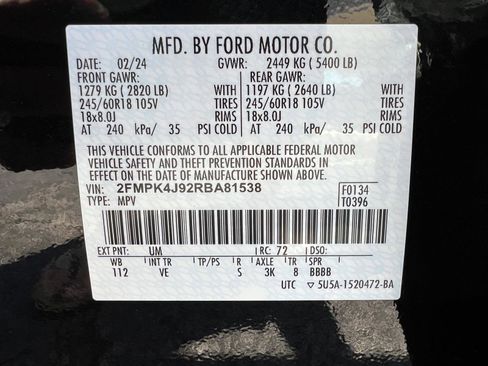 MFD. BY FORD MOTOR CO.
DATE: 02/24 GVWR: 2449 KG ( 5400 LB)
FRONT GAWR: REAR GAWR:
1279 KG ( 2820 LB) WITH 1197 KG ( 2640 LB) WITH
245/60R18 105V TIRES 245/60R18 105V TIRES
18x8.0J RIMS 18x8.0J RIMS
AT 240 kPa/ 35 PSI COLD AT 240 kPa/ 35 PSI COLD
THIS VEHICLE CONFORMS TO ALL APPLICABLE FEDERAL MOTOR
VEHICLE SAFETY AND THEFT PREVENTION STANDARDS IN
EFFECT ON THE DATE OF MANUFACTURE SHOWN ABOVE.
VIN: 2FMPK4J92RBA81538 F0134
TYPE: MPV T0396
EXT PNT: UM RC: 72 DSO:
WB INT TR TP/PS R AXLE TR SPR
112 VE S 3K 8 BBBB
UTC 5U5A-1520472-BA